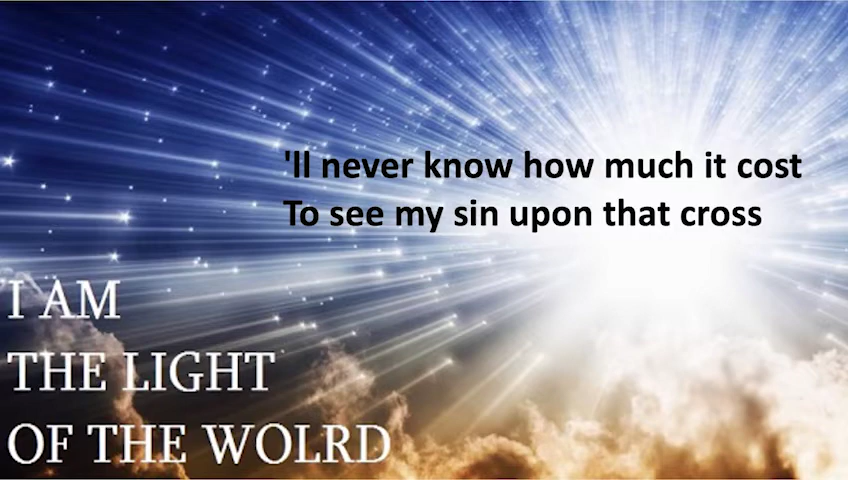 'll never know how much it cost
To see my sin upon that cross
I AM
THE LIGHT
OF THE WOLRD